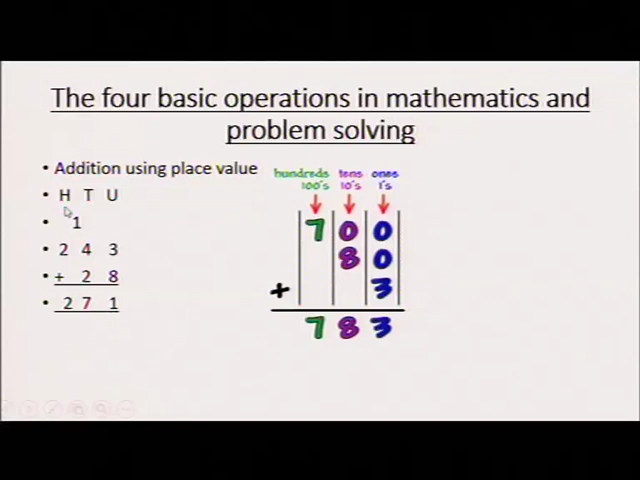 The four basic operations in mathematics and
problem solving
• Addition using place value
• H T U
• 1
• 2 4 3
• + 2 8
• 2 7 1
hundreds tens ones
100's 10's 1's
7 0 0
8 0
+ 3
7 8 3